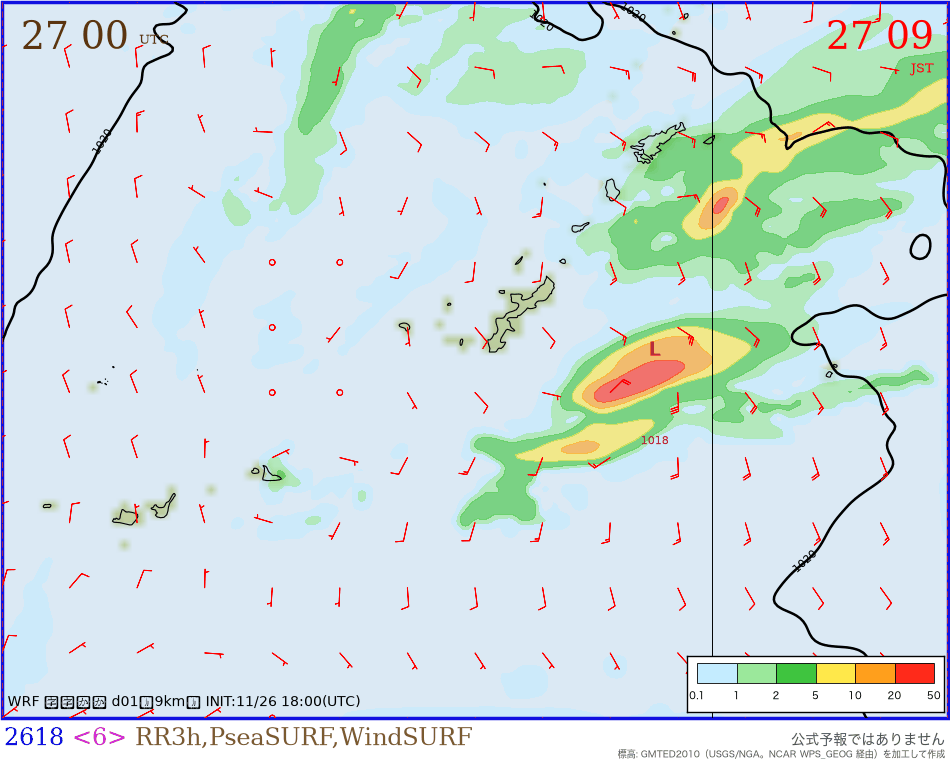 27 00 UTC
27 09
JST
1020
1020
1020
L
1018
1020
WRF d01 9km INIT:11/26 18:00(UTC)
0.1 1 2 5 10 20 50
2618 <6> RR3h,PseaSURF,WindSURF
公式予報ではありません
標高: GMTED2010（USGS/NGA。NCAR WPS_GEOG 経由）を加工して作成